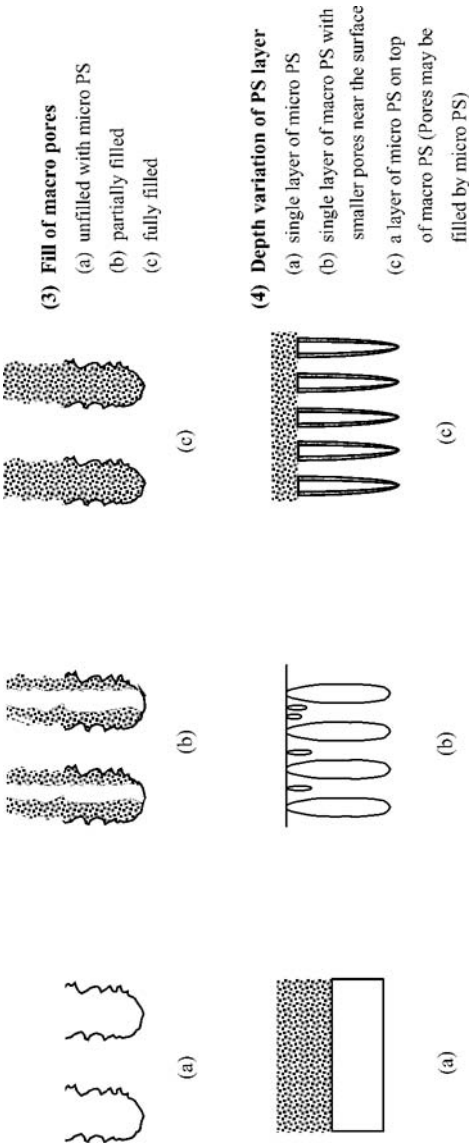 (a)
(b)
(c)
(3) Fill of macro pores
(a) unfilled with micro PS
(b) partially filled
(c) fully filled
(a)
(b)
(c)
(4) Depth variation of PS layer
(a) single layer of micro PS
(b) single layer of macro PS with
smaller pores near the surface
(c) a layer of micro PS on top
of macro PS (Pores may be
filled by micro PS)